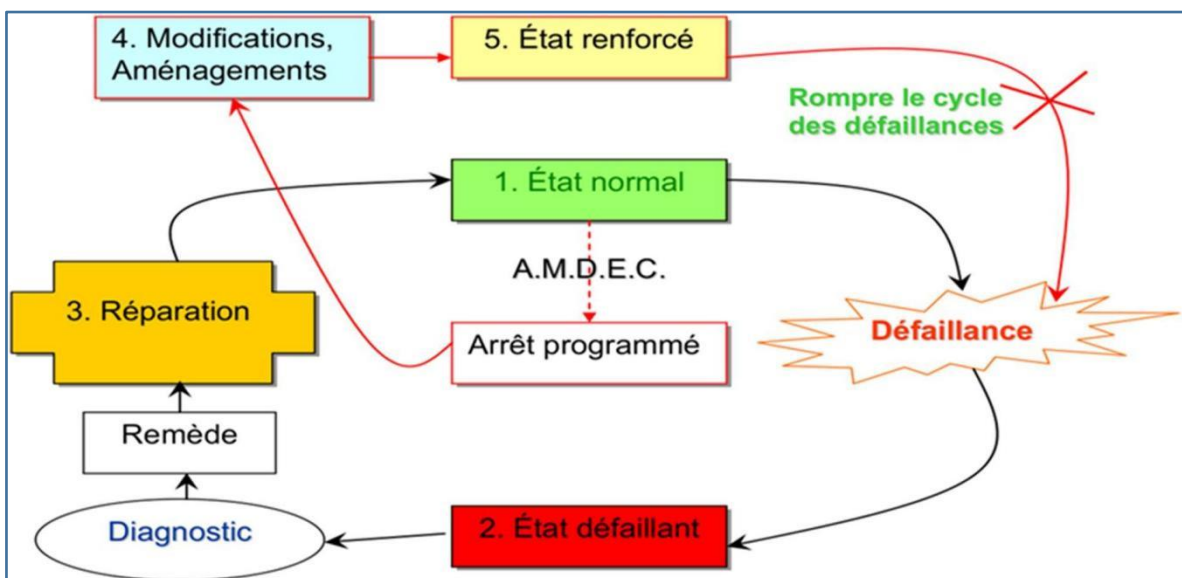 4. Modifications,
Aménagements
5. État renforcé
Rompre le cycle
des défaillances
1. État normal
A.M.D.E.C.
3. Réparation
Arrêt programmé
Défaillance
Remède
Diagnostic
2. État défaillant